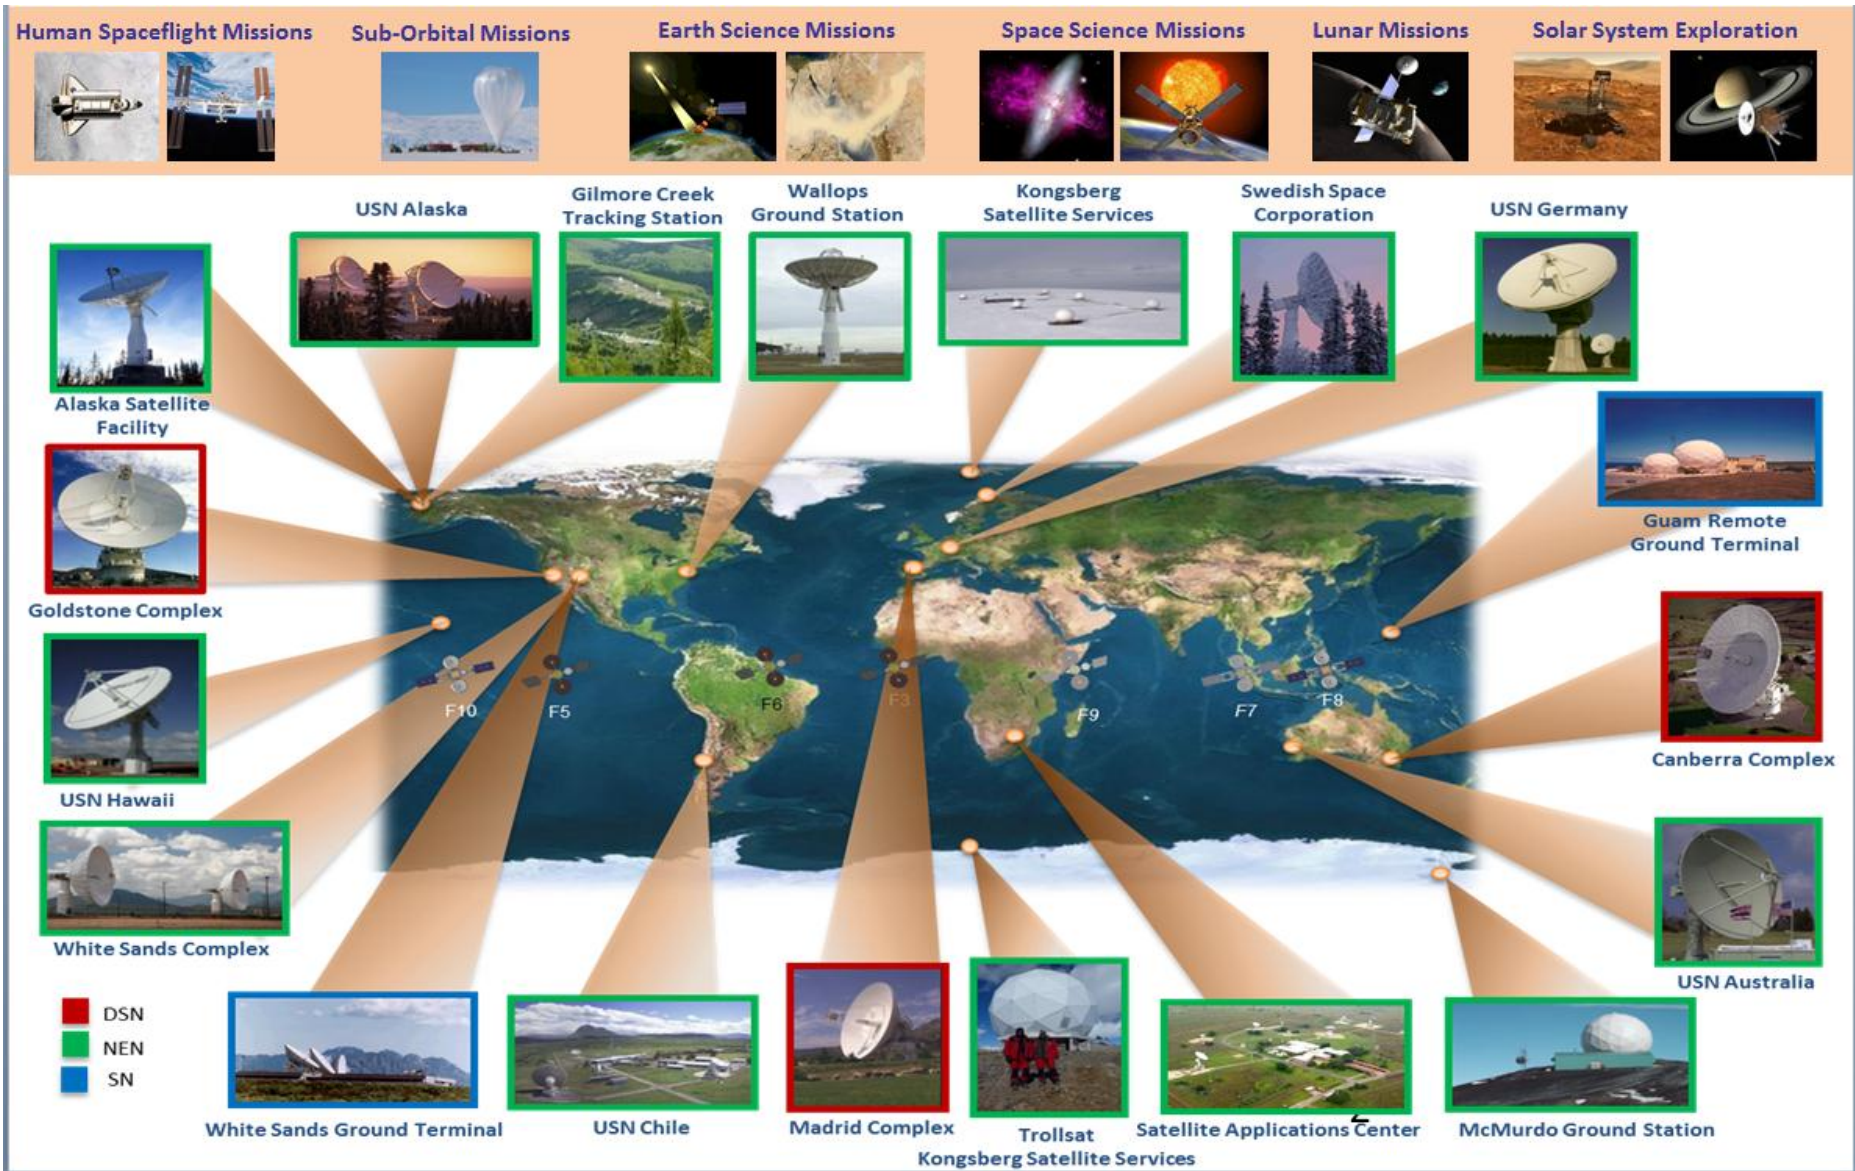 Human Spaceflight Missions
Sub-Orbital Missions
Earth Science Missions
Space Science Missions
Lunar Missions
Solar System Exploration
USN Alaska
Gilmore Creek
Tracking Station
Wallops
Ground Station
Kongsberg
Satellite Services
Swedish Space
Corporation
USN Germany
Alaska Satellite
Facility
Guam Remote
Ground Terminal
Goldstone Complex
F10
F5
F6
F3
F9
F7
F8
Canberra Complex
USN Hawaii
White Sands Complex
USN Australia
DSN
NEN
SN
White Sands Ground Terminal
USN Chile
Madrid Complex
Trollsat
Kongsberg Satellite Services
Satellite Applications Center
McMurdo Ground Station